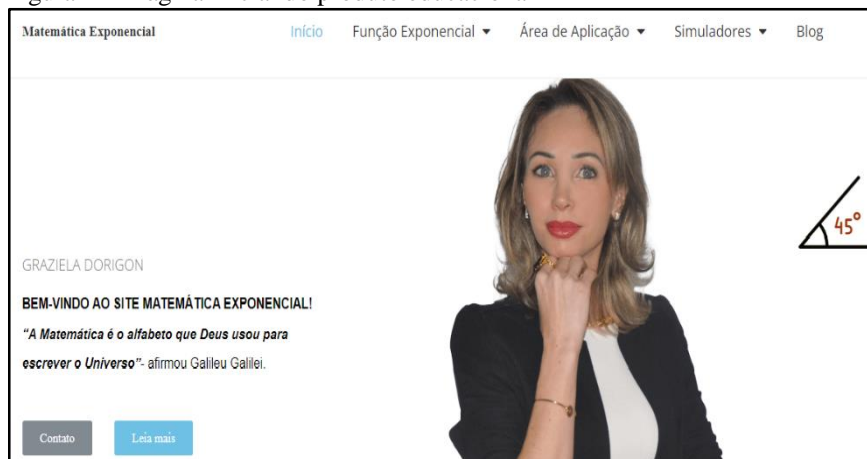 Matemática Exponencial Início Função Exponencial Área de Aplicação Simuladores Blog
45°
GRAZIELA DORIGON
BEM-VINDO AO SITE MATEMÁTICA EXPONENCIAL!
"A Matemática é o alfabeto que Deus usou para
escrever o Universo"- afirmou Galileu Galilei.
Contato Leia mais